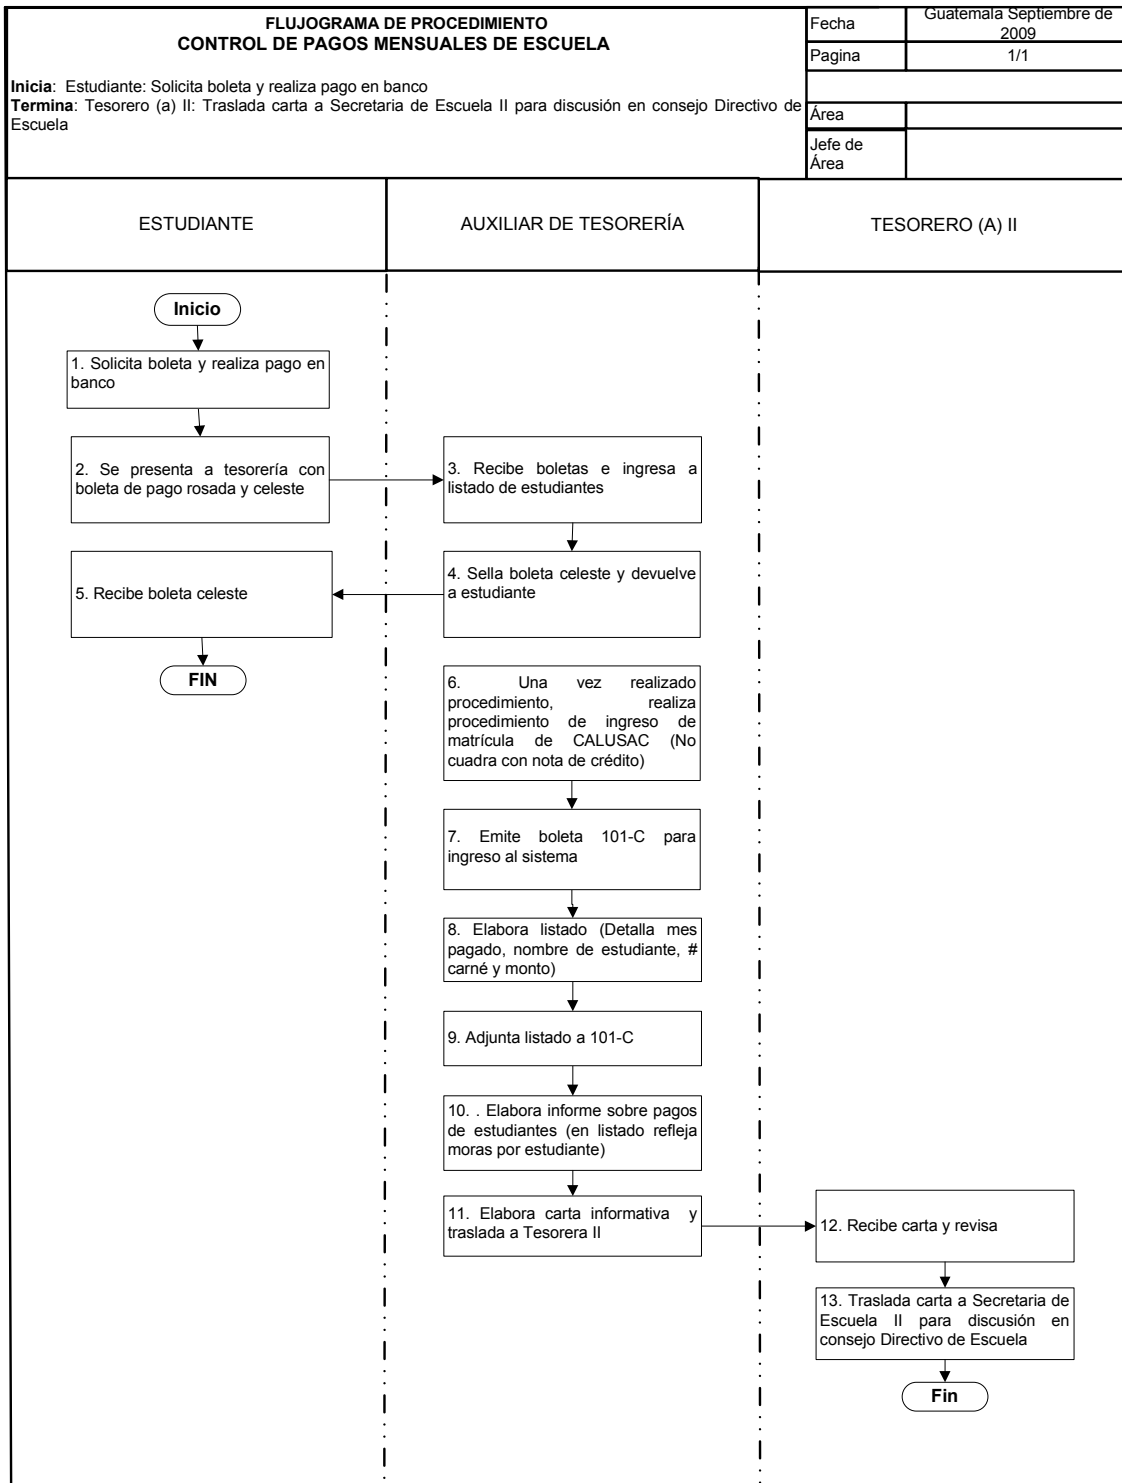 FLUJOGRAMA DE PROCEDIMIENTO
CONTROL DE PAGOS MENSUALES DE ESCUELA
Inicia: Estudiante: Solicita boleta y realiza pago en banco
Termina: Tesorero (a) II: Traslada carta a Secretaria de Escuela II para discusión en consejo Directivo de
Escuela
Fecha
Guatemala Septiembre de
2009
Pagina
1/1
Área
Jefe de
Área
ESTUDIANTE
AUXILIAR DE TESORERÍA
TESORERO (A) II
Inicio
1. Solicita boleta y realiza pago en
banco
2. Se presenta a tesorería con
boleta de pago rosada y celeste
3. Recibe boletas e ingresa a
listado de estudiantes
4. Sella boleta celeste y devuelve
a estudiante
5. Recibe boleta celeste
FIN
6. Una vez realizado
procedimiento, realiza
procedimiento de ingreso de
matrícula de CALUSAC (No
cuadra con nota de crédito)
7. Emite boleta 101-C para
ingreso al sistema
8. Elabora listado (Detalla mes
pagado, nombre de estudiante, #
carné y monto)
9. Adjunta listado a 101-C
10. . Elabora informe sobre pagos
de estudiantes (en listado refleja
moras por estudiante)
11. Elabora carta informativa y
traslada a Tesorera II
12. Recibe carta y revisa
13. Traslada carta a Secretaria de
Escuela II para discusión en
consejo Directivo de Escuela
Fin